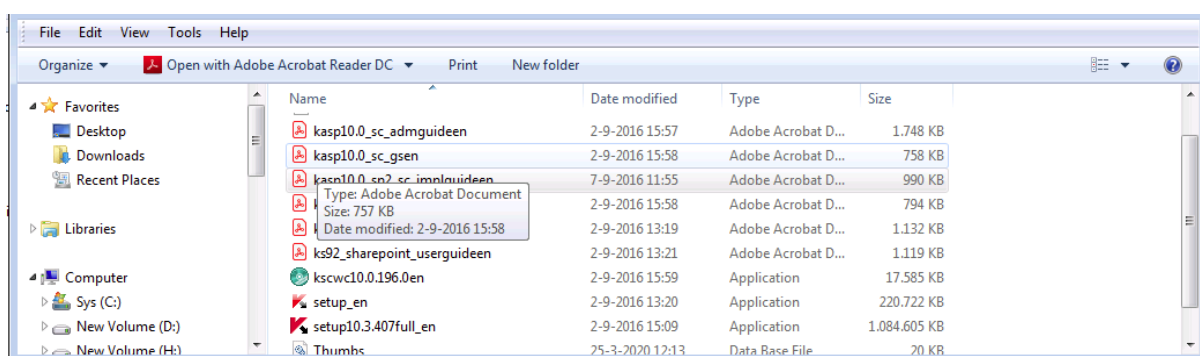 File Edit View Tools Help
Organize Open with Adobe Acrobat Reader DC Print New folder
Favorites
Desktop
Downloads
Recent Places
Libraries
Computer
Sys (C:)
New Volume (D:)
New Volume (H:)
Name Date modified Type Size
kasp10.0_sc_admguideen 2-9-2016 15:57 Adobe Acrobat D... 1.748 KB
kasp10.0_sc_gsen 2-9-2016 15:58 Adobe Acrobat D... 758 KB
kasp10.0_sp2_sc_implguideen 7-9-2016 11:55 Adobe Acrobat D... 990 KB
2-9-2016 15:58 Adobe Acrobat D... 794 KB
2-9-2016 13:19 Adobe Acrobat D... 1.132 KB
Type: Adobe Acrobat Document
Size: 757 KB
Date modified: 2-9-2016 15:58
ks92_sharepoint_userguideen 2-9-2016 13:21 Adobe Acrobat D... 1.119 KB
kscwc10.0.196.0en 2-9-2016 15:59 Application 17.585 KB
setup_en 2-9-2016 13:20 Application 220.722 KB
setup10.3.407full_en 2-9-2016 15:09 Application 1.084.605 KB
Thumbs 25-3-2020 12:13 Data Base File 20 KB